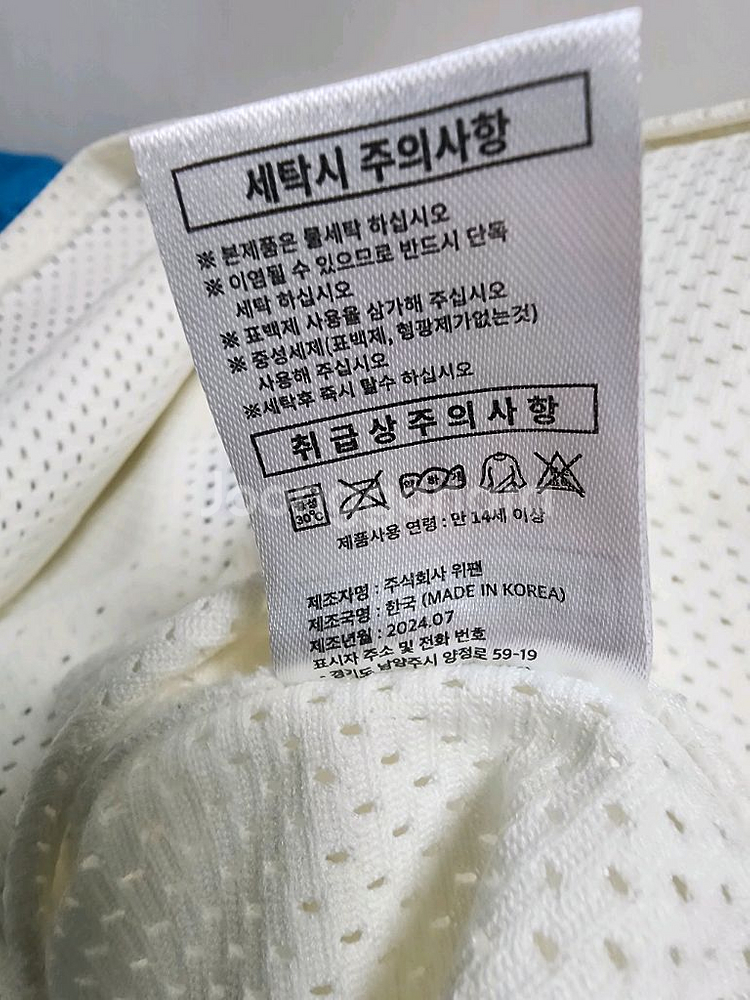 세탁시 주의사항
※ 본제품은 물세탁 하십시오
※ 이염될 수 있으므로 반드시 단독
세탁 하십시오
※ 표백제 사용을 삼가해 주십시오
※ 중성세제(표백제, 형광제가없는것)
사용해 주십시오
※세탁후 즉시 탈수 하십시오
취급상주의사항
중성
30℃
약하게
제품사용 연령 : 만 14세 이상
제조자명 : 주식회사 위팬
제조국명 : 한국 (MADE IN KOREA)
제조년월 : 2024.07
표시자 주소 및 전화 번호
경기도 남양주시 양정로 59-19